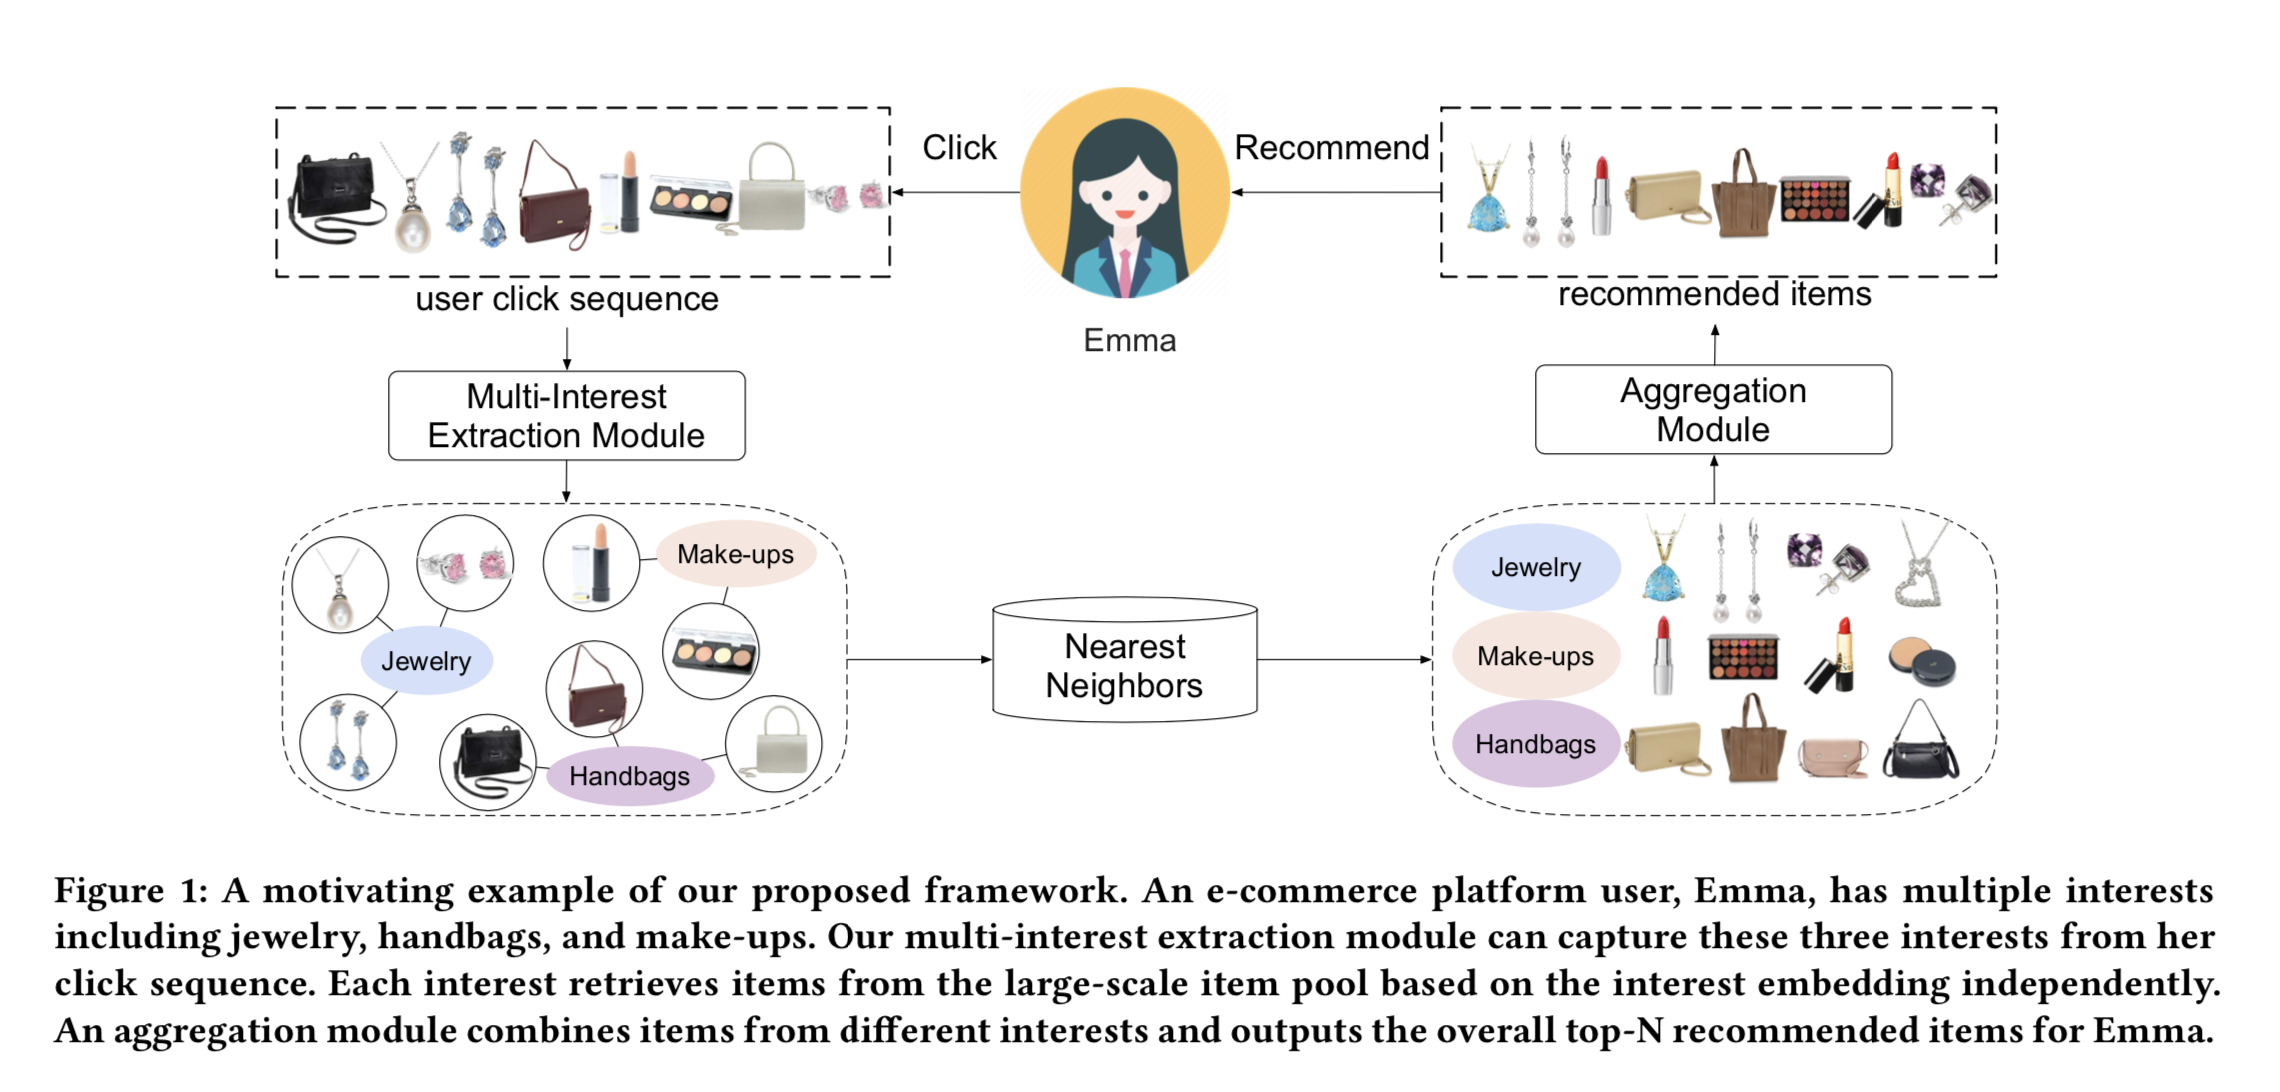 Click
Recommend
user click sequence
Emma
recommended items
Multi-Interest
Extraction Module
Aggregation
Module
Make-ups
Jewelry
Handbags
Nearest
Neighbors
Jewelry
Make-ups
Handbags
Figure 1: A motivating example of our proposed framework. An e-commerce platform user, Emma, has multiple interests
including jewelry, handbags, and make-ups. Our multi-interest extraction module can capture these three interests from her
click sequence. Each interest retrieves items from the large-scale item pool based on the interest embedding independently.
An aggregation module combines items from different interests and outputs the overall top-N recommended items for Emma.